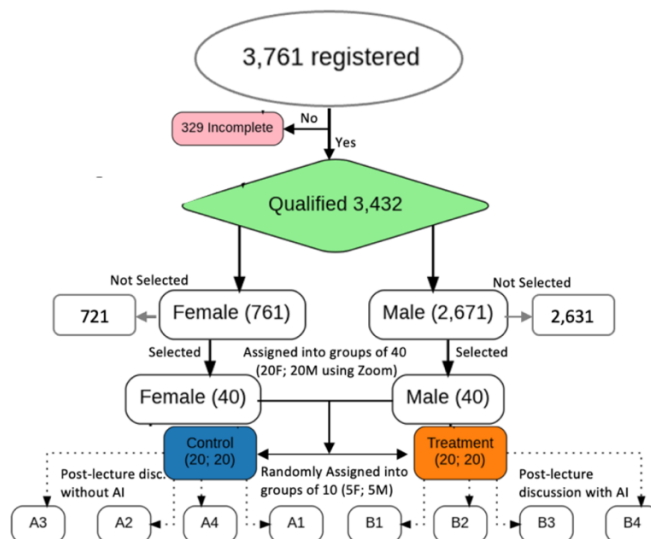 3,761 registered
329 Incomplete
No
Yes
Qualified 3,432
Not Selected
Not Selected
721
Female (761)
Male (2,671)
2,631
Selected
Assigned into groups of 40
(20F; 20M using Zoom)
Selected
Female (40)
Male (40)
Control
(20; 20)
Treatment
(20; 20)
Post-lecture disc.
without AI
Randomly Assigned into
groups of 10 (5F; 5M)
Post-lecture
discussion with AI
A3
A2
A4
A1
B1
B2
B3
B4